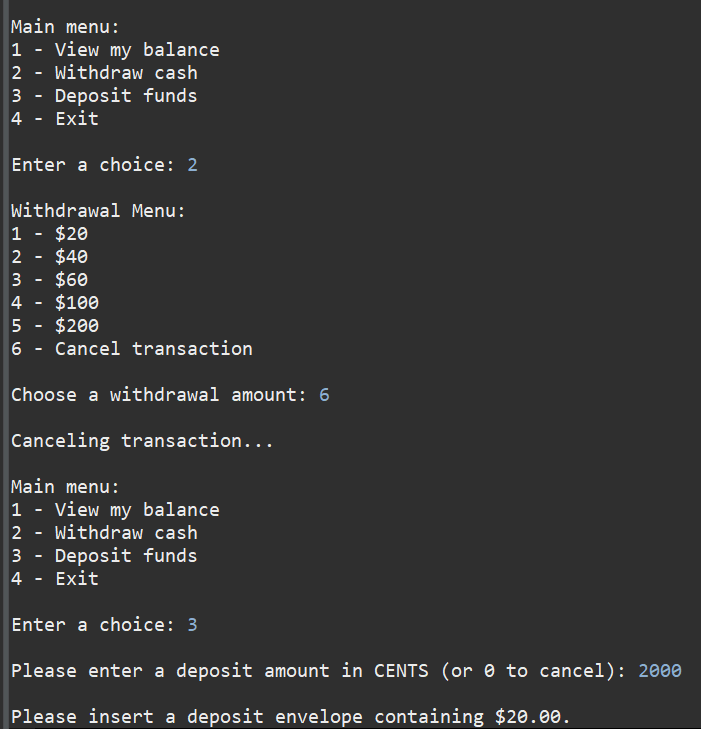 Main menu:
1 - View my balance
2 - Withdraw cash
3 - Deposit funds
4 - Exit
Enter a choice: 2
Withdrawal Menu:
1 - $20
2 - $40
3 - $60
4 - $100
5 - $200
6 - Cancel transaction
Choose a withdrawal amount: 6
Canceling transaction...
Main menu:
1 - View my balance
2 - Withdraw cash
3 - Deposit funds
4 - Exit
Enter a choice: 3
Please enter a deposit amount in CENTS (or 0 to cancel): 2000
Please insert a deposit envelope containing $20.00.